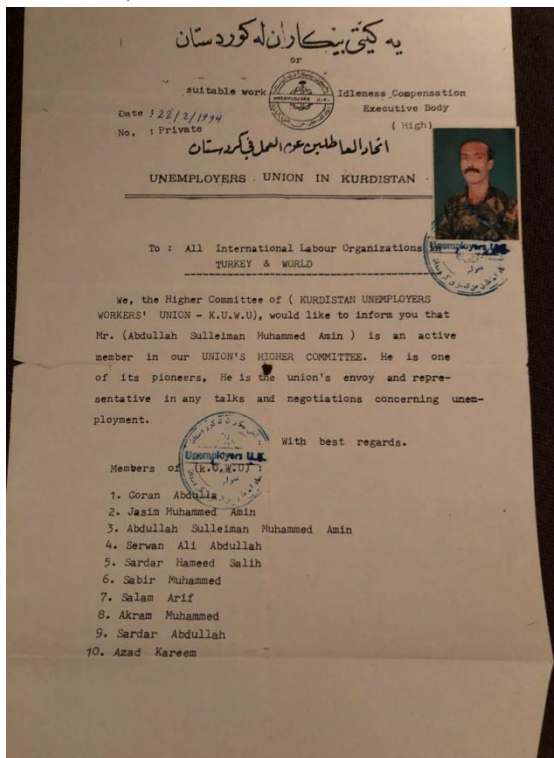 یەکێتی بێکاران لە کوردستان
or
suitable work
UNEMPLOYERS U.K.
Idleness Compensation
Executive Body
Date : 22/2/1994
( High)
No. : Private
اتحاد العاطلين عن العمل في كردستان
UNEMPLOYERS UNION IN KURDISTAN
To : All International Labour Organizations in
TURKEY & WORLD
Unemployers U.K.
We, the Higher Committee of ( KURDISTAN UNEMPLOYERS
WORKERS' UNION - K.U.W.U), would like to inform you that
Mr. (Abdullah Sulleiman Muhammed Amin ) is an active
member in our UNION'S HIGHER COMMITTEE. He is one
of its pioneers, He is the union's envoy and repre-
sentative in any talks and negotiations concerning unem-
ployment.
With best regards.
Unemployers U.K.
Members of (k.U.W.U) :
1. Goran Abdulla
2. Jasim Muhammed Amin
3. Abdullah Sulleiman Muhammed Amin
4. Serwan Ali Abdullah
5. Sardar Hameed Salih
6. Sabir Muhammed
7. Salam Arif
8. Akram Muhammed
9. Sardar Abdullah
10. Azad Kareem